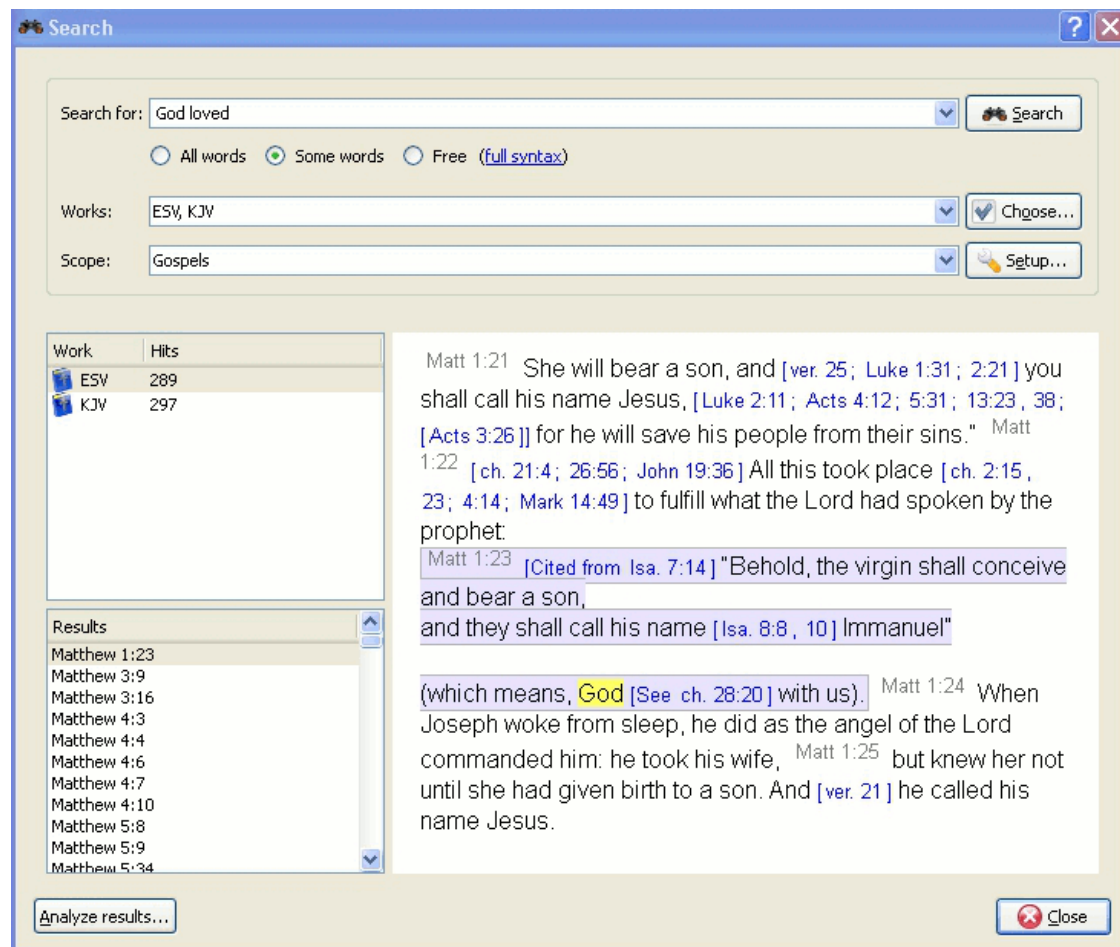 Search
Search for: God loved Search
All words Some words Free (full syntax)
Works: ESV, KJV Choose...
Scope: Gospels Setup...
Work Hits
ESV 289
KJV 297
Results
Matthew 1:23
Matthew 3:9
Matthew 3:16
Matthew 4:3
Matthew 4:4
Matthew 4:6
Matthew 4:7
Matthew 4:10
Matthew 5:8
Matthew 5:9
Matthew 5:34
Matt 1:21 She will bear a son, and [ver. 25; Luke 1:31; 2:21] you
shall call his name Jesus, [Luke 2:11; Acts 4:12; 5:31; 13:23, 38;
[Acts 3:26]] for he will save his people from their sins." Matt
1:22 [ch. 21:4; 26:56; John 19:36] All this took place [ch. 2:15,
23; 4:14; Mark 14:49] to fulfill what the Lord had spoken by the
prophet:
Matt 1:23 [Cited from Isa. 7:14] "Behold, the virgin shall conceive
and bear a son,
and they shall call his name [Isa. 8:8, 10] Immanuel"
(which means, God [See ch. 28:20] with us). Matt 1:24 When
Joseph woke from sleep, he did as the angel of the Lord
commanded him: he took his wife, Matt 1:25 but knew her not
until she had given birth to a son. And [ver. 21] he called his
name Jesus.
Analyze results... Close